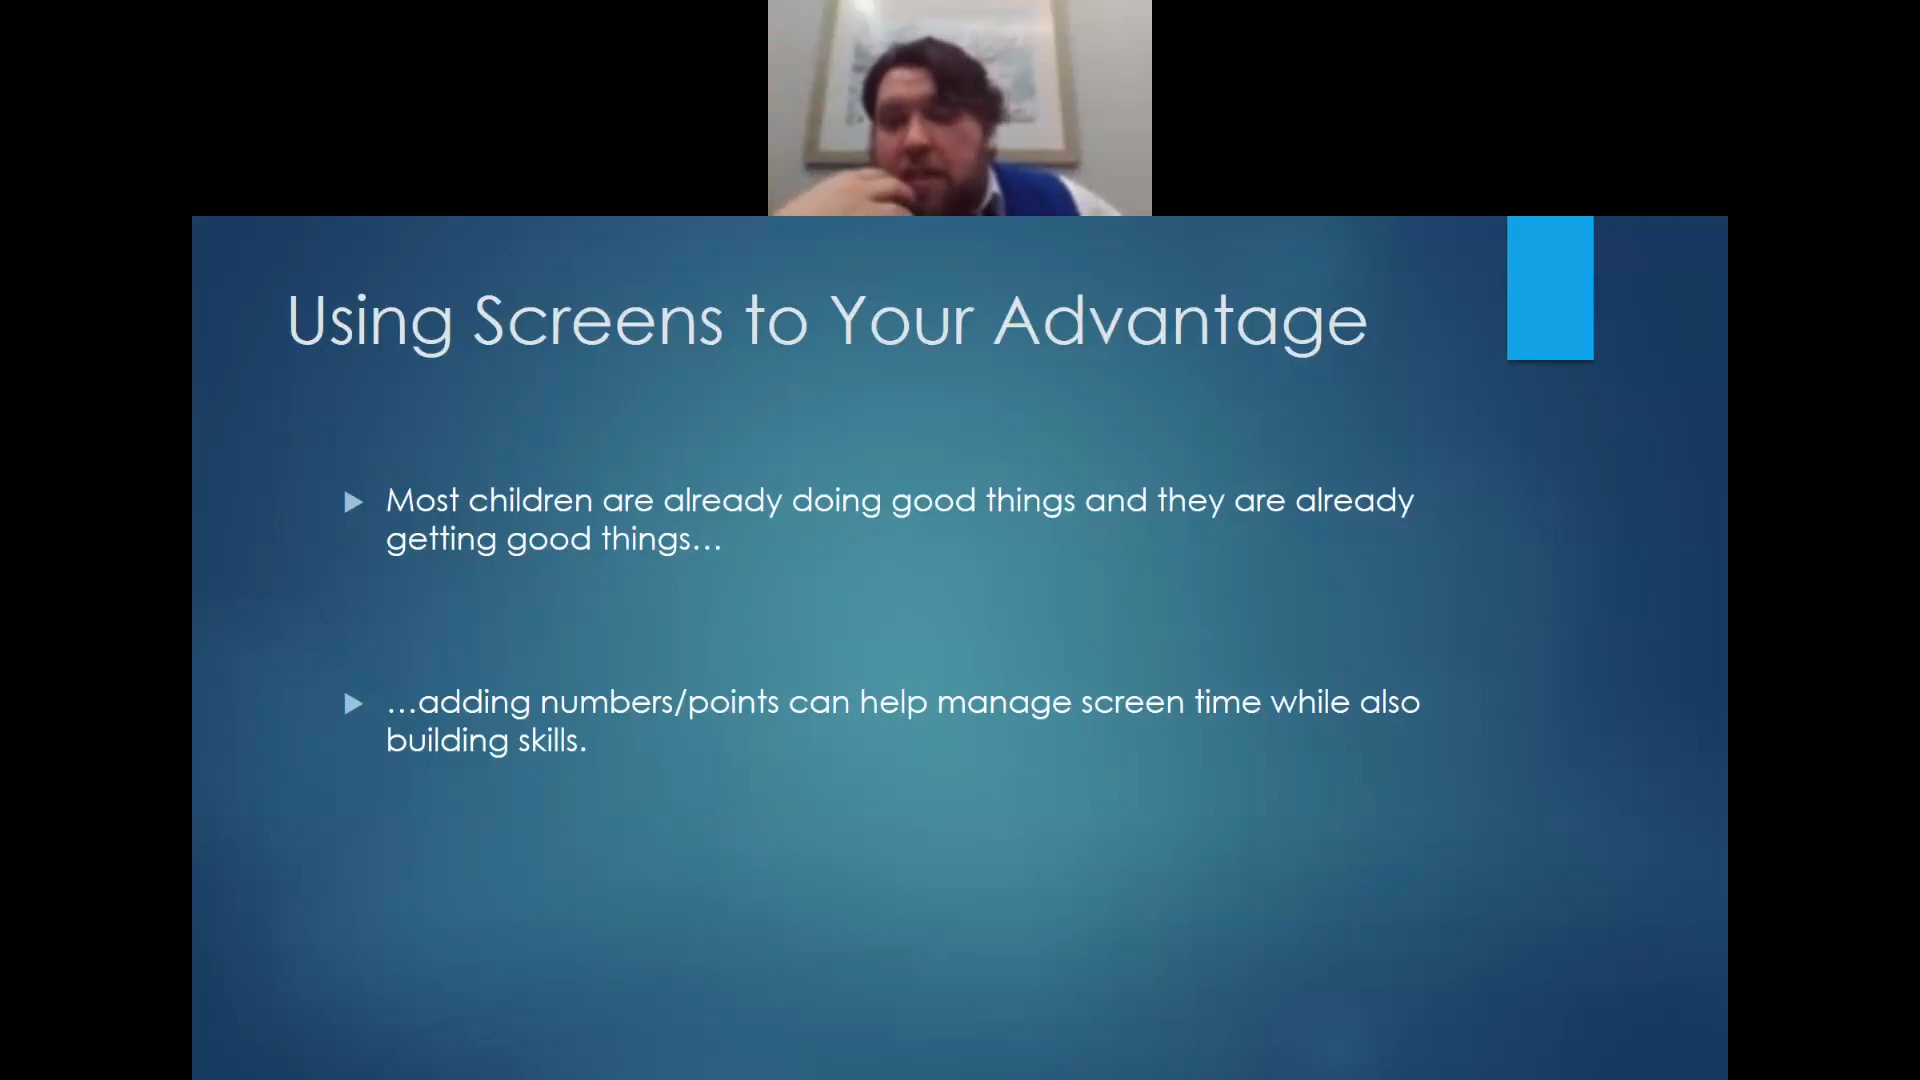 Using Screens to Your Advantage
Most children are already doing good things and they are already
getting good things…
…adding numbers/points can help manage screen time while also
building skills.